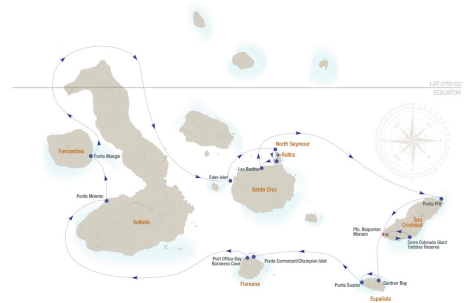 LAT 0°00'00"
EQUATOR
North Seymour
Baltra
Fernandina
Punta Mangle
Las Bachas
Eden Islet
Santa Cruz
Punta Pitt
Punta Moreno
San
Cristobal
Isabela
Pto. Baquerizo
Moreno
Cerro Colorado Giant
Tortoise Reserve
Post Office Bay
Baroness Cove
Punta Cormorant/Champion Islet
Floreana
Punta Suarez
Gardner Bay
Española